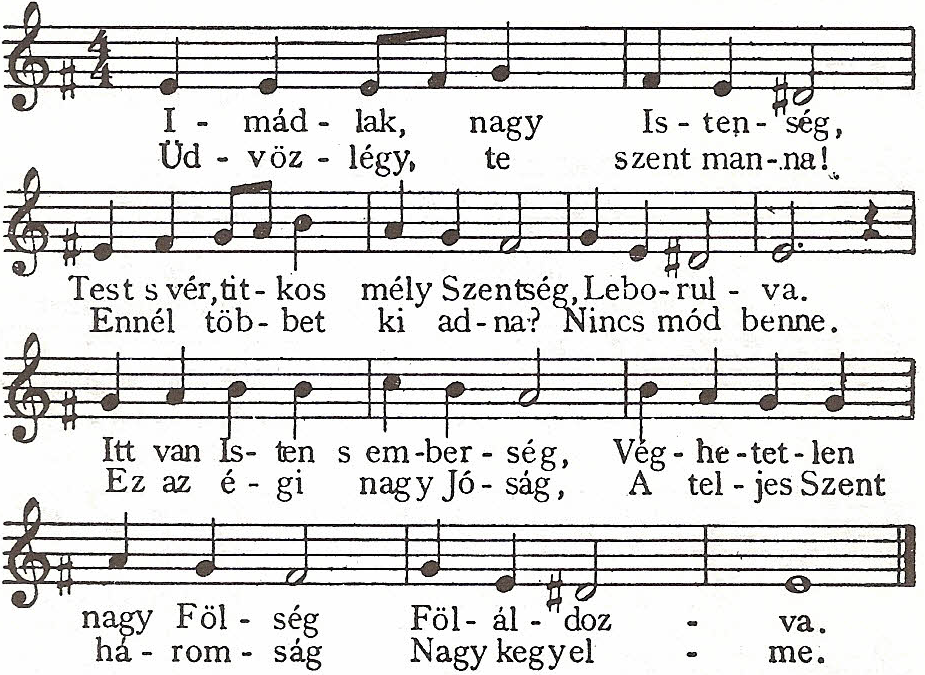 4/4
I - mád - lak, nagy Is - ten - ség,
Üd - vöz - légy, te szent man - na!
Test s vér, tit - kos mély Szentség, Lebo - rul - va.
Ennél töb - bet ki ad - na? Nincs mód benne.
Itt van Is - ten s em - ber - ség, Vég - he - tet - len
Ez az é - gi nagy Jó - ság, A tel - jes Szent
nagy Föl - ség Föl - ál - doz - va.
há - rom - ság Nagy kegyel - me.